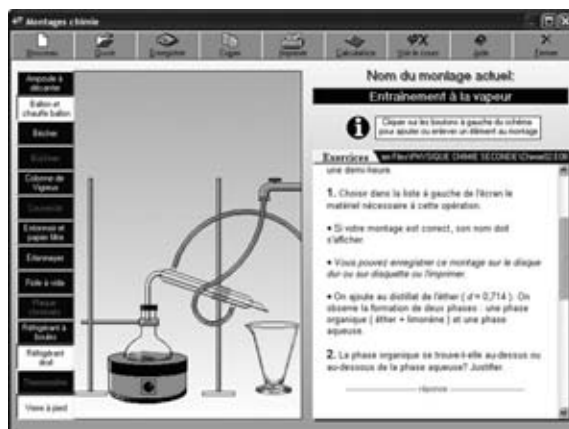 Montages chimie
Nouveau Ouvrir Enregistrer Copier Imprimer Calculatrice Voir le cours Aide Fermer
Ampoule à
décanter
Ballon et
chauffe ballon
Bécher
Colonne de
Vigreux
Entonnoir et
papier filtre
Erlenmeyer
Fiole à vide
Réfrigérant à
boules
Réfrigérant
droit
Verre à pied
Nom du montage actuel:
Entraînement à la vapeur
Cliquer sur les boutons à gauche du schéma
pour ajouter ou enlever un élément au montage
Exercices
une demi-heure.
1. Choisir dans la liste à gauche de l'écran le
matériel nécessaire à cette opération.
• Si votre montage est correct, son nom doit
s'afficher.
• Vous pouvez enregistrer ce montage sur le disque
dur ou sur disquette ou l'imprimer.
• On ajoute au distillat de l'éther ( d = 0,714 ). On
observe la formation de deux phases : une phase
organique ( éther + limonène ) et une phase
aqueuse.
2. La phase organique se trouve-t-elle au-dessus ou
au-dessous de la phase aqueuse? Justifier.
réponse